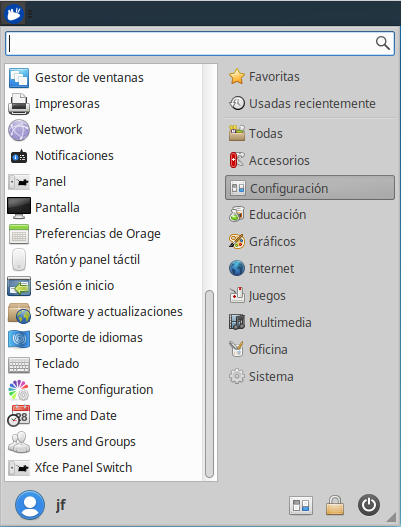 Gestor de ventanas
Impresoras
Network
Notificaciones
Panel
Pantalla
Preferencias de Orage
Ratón y panel táctil
Sesión e inicio
Software y actualizaciones
Soporte de idiomas
Teclado
Theme Configuration
Time and Date
Users and Groups
Xfce Panel Switch
Favoritas
Usadas recientemente
Todas
Accesorios
Configuración
Educación
Gráficos
Internet
Juegos
Multimedia
Oficina
Sistema
jf